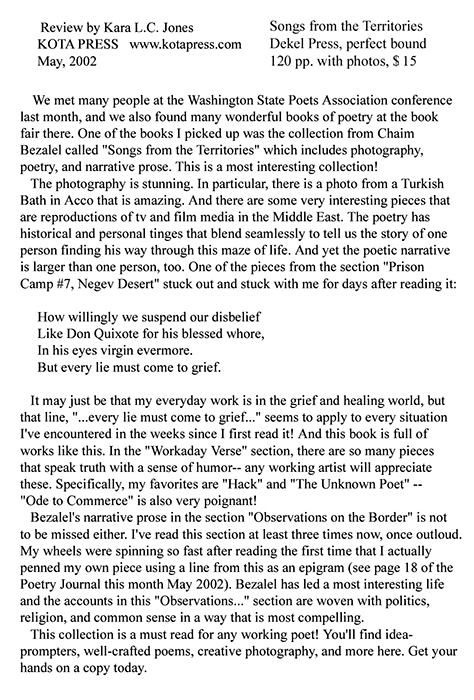 Review by Kara L.C. Jones
KOTA PRESS www.kotapress.com
May, 2002
Songs from the Territories
Dekel Press, perfect bound
120 pp. with photos, $ 15
We met many people at the Washington State Poets Association conference
last month, and we also found many wonderful books of poetry at the book
fair there. One of the books I picked up was the collection from Chaim
Bezalel called "Songs from the Territories" which includes photography,
poetry, and narrative prose. This is a most interesting collection!
The photography is stunning. In particular, there is a photo from a Turkish
Bath in Acco that is amazing. And there are some very interesting pieces that
are reproductions of tv and film media in the Middle East. The poetry has
historical and personal tinges that blend seamlessly to tell us the story of one
person finding his way through this maze of life. And yet the poetic narrative
is larger than one person, too. One of the pieces from the section "Prison
Camp #7, Negev Desert" stuck out and stuck with me for days after reading it:
How willingly we suspend our disbelief
Like Don Quixote for his blessed whore,
In his eyes virgin evermore.
But every lie must come to grief.
It may just be that my everyday work is in the grief and healing world, but
that line, "...every lie must come to grief..." seems to apply to every situation
I've encountered in the weeks since I first read it! And this book is full of
works like this. In the "Workaday Verse" section, there are so many pieces
that speak truth with a sense of humor-- any working artist will appreciate
these. Specifically, my favorites are "Hack" and "The Unknown Poet" --
"Ode to Commerce" is also very poignant!
Bezalel's narrative prose in the section "Observations on the Border" is not
to be missed either. I've read this section at least three times now, once outloud.
My wheels were spinning so fast after reading the first time that I actually
penned my own piece using a line from this as an epigram (see page 18 of the
Poetry Journal this month May 2002). Bezalel has led a most interesting life
and the accounts in this "Observations..." section are woven with politics,
religion, and common sense in a way that is most compelling.
This collection is a must read for any working poet! You'll find idea-
prompters, well-crafted poems, creative photography, and more here. Get your
hands on a copy today.